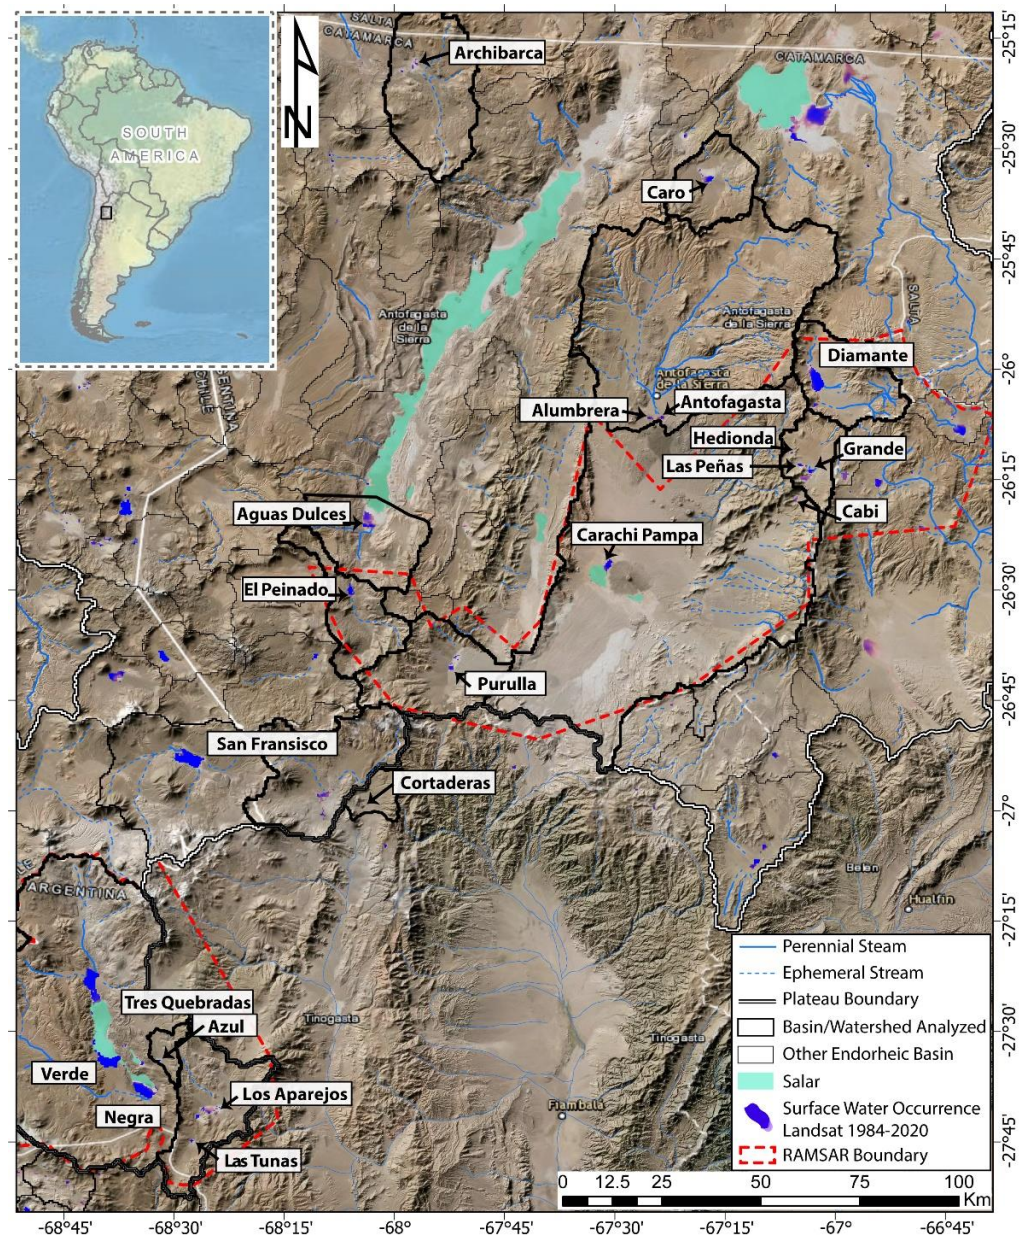 SOUTH
AMERICA
N
SALTA
CATAMARCA
CATAMARCA
Archibarca
Caro
SALTA
Antofagasta
de la
Sierra
Antofagasta
de la Sierra
Diamante
Antofagasta
de la Sierra
Alumbrera
Antofagasta
Hedionda
Grande
Las Peñas
Cabi
ARGENTINA
CHILE
Aguas Dulces
Carachi Pampa
El Peinado
Purulla
San Fransisco
Cortaderas
ARGENTINA
Belen
Hualfin
Tres Quebradas
Azul
Tinogasta
Tinogasta
Verde
Negra
Los Aparejos
Fiambalá
Las Tunas
Perennial Steam
Ephemeral Stream
Plateau Boundary
Basin/Watershed Analyzed
Other Endorheic Basin
Salar
Surface Water Occurrence
Landsat 1984-2020
RAMSAR Boundary
0 12.5 25 50 75 100
Km
-25°15'
-25°30'
-25°45'
-26°
-26°15'
-26°30'
-26°45'
-27°
-27°15'
-27°30'
-27°45'
-68°45' -68°30' -68°15' -68° -67°45' -67°30' -67°15' -67° -66°45'